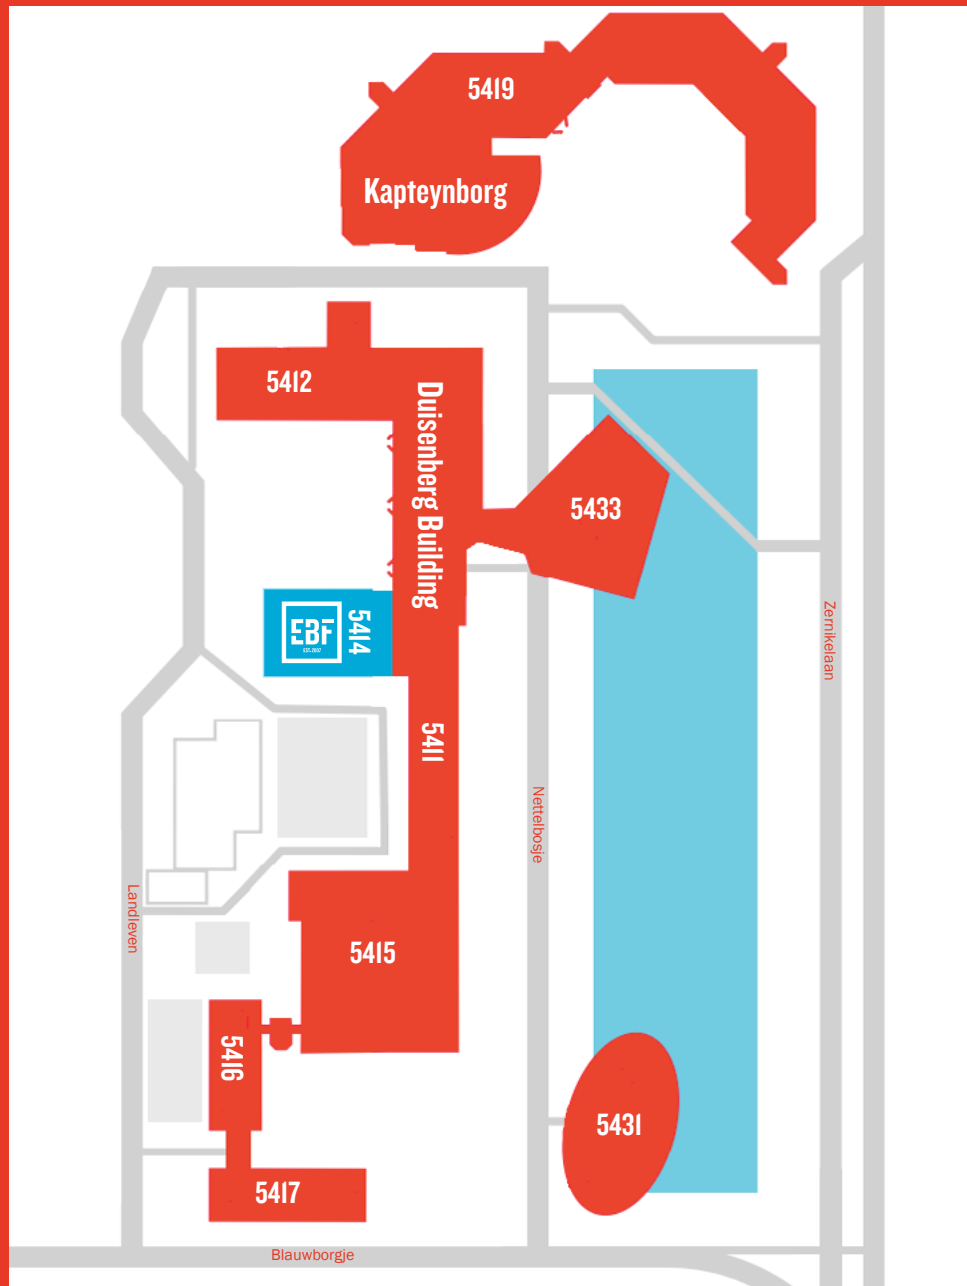 5419
Kapteynborg
5412
Duisenberg Building
5433
EBF
EST. 2007
5414
Zernikelaan
5411
Nettelbosje
Landleven
5415
5416
5431
5417
Blauwborgje